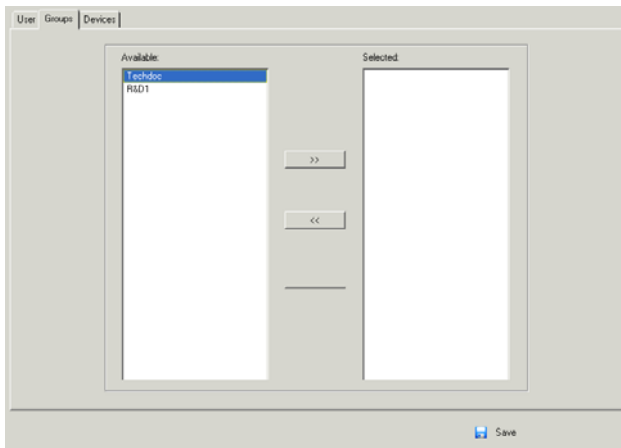 User Groups Devices
Available: Selected:
Techdoc
R&D1
>>
<<
Save